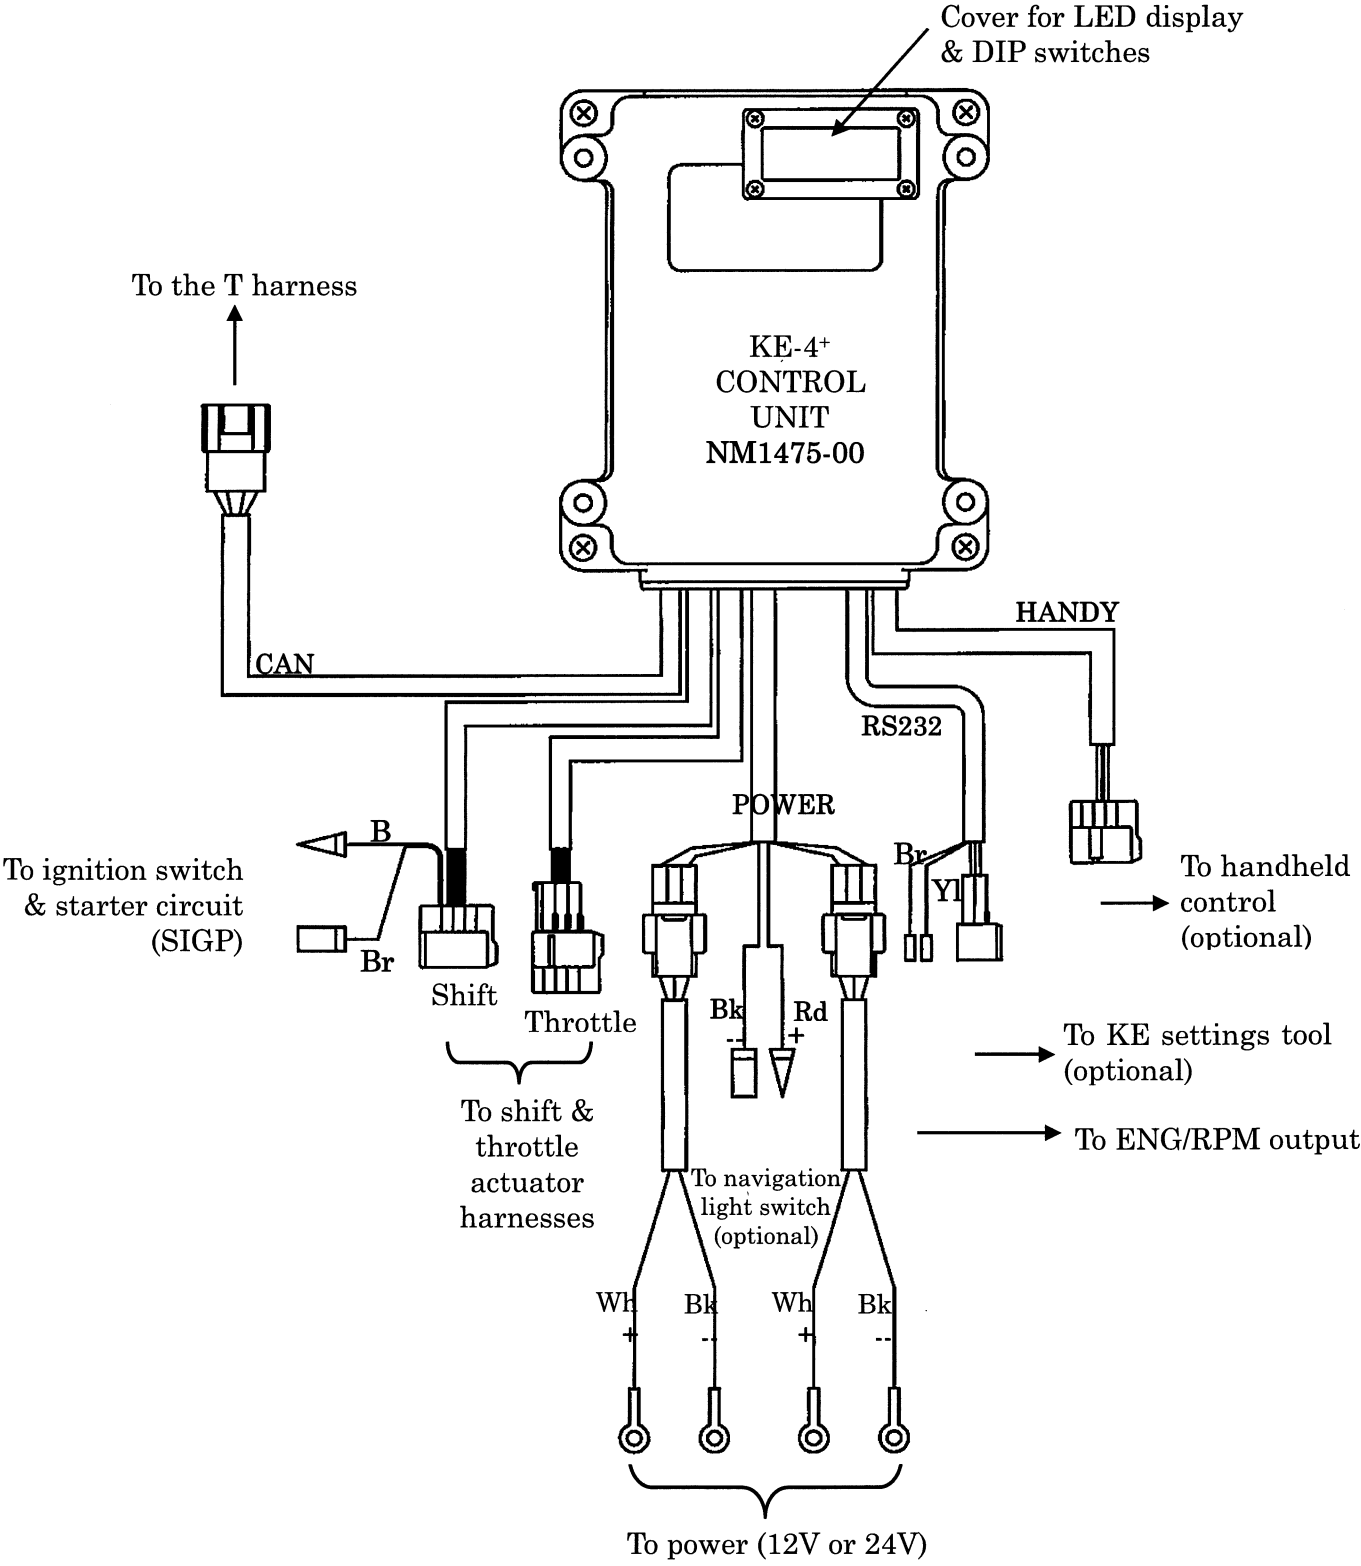 Cover for LED display
& DIP switches
To the T harness
KE-4+
CONTROL
UNIT
NM1475-00
HANDY
CAN
RS232
POWER
B
Br
Yl
To ignition switch
& starter circuit
(SIGP)
Br
Shift
Throttle
To handheld
control
(optional)
Bk
--
Rd
+
To KE settings tool
(optional)
To ENG/RPM output
To shift &
throttle
actuator
harnesses
To navigation
light switch
(optional)
Wh
+
Bk
--
Wh
+
Bk
--
To power (12V or 24V)